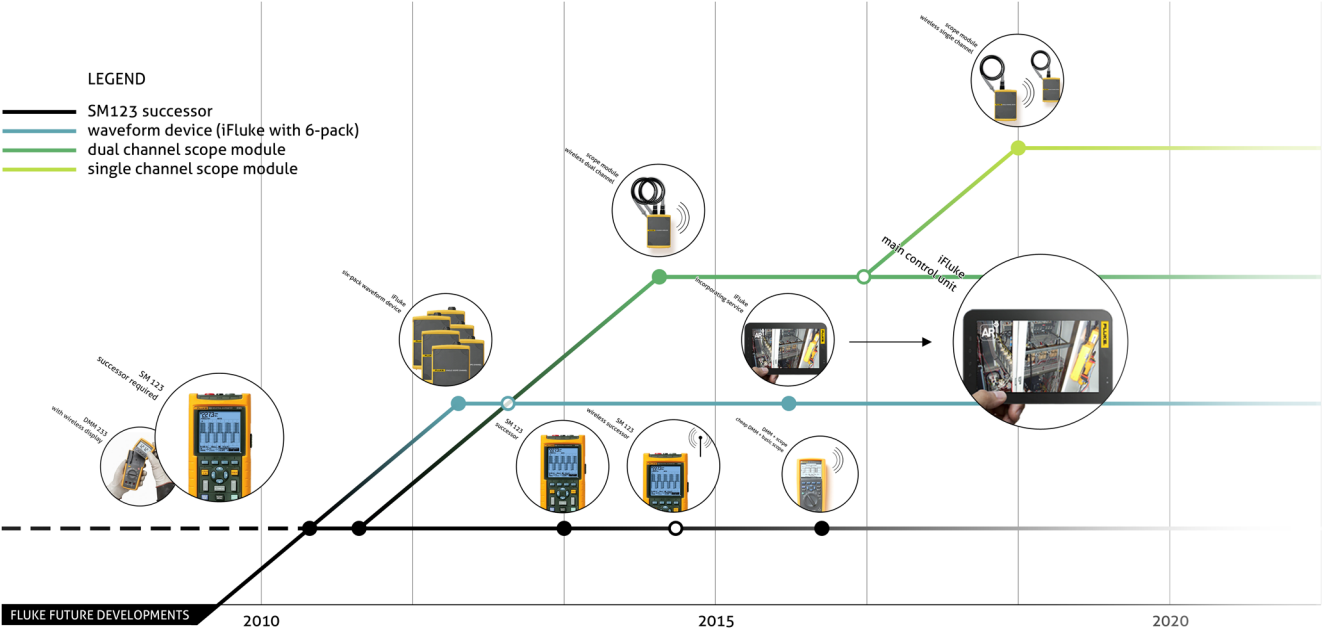 LEGEND
SM123 successor
waveform device (iFluke with 6-pack)
dual channel scope module
single channel scope module
scope module
wireless single channel
scope module
wireless dual channel
iFluke
main control unit
iFluke
six-pack waveform device
iFluke
incorporating service
AR
FLUKE
SM 123
successor required
DMM 233
with wireless display
SM 123
successor
SM 123
wireless successor
DMM + scope
cheap DMM + basic scope
FLUKE FUTURE DEVELOPMENTS
2010
2015
2020